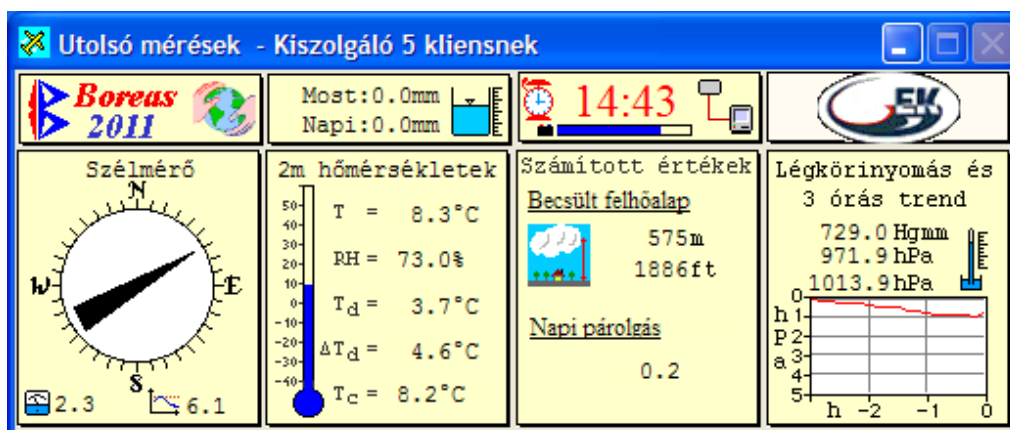 Utolsó mérések - Kiszolgáló 5 kliensnek
Boreas
2011
Most:0.0mm
Napi:0.0mm
14:43
EK
Szélmérő
N
W
E
S
2.3
6.1
2m hőmérsékletek
50
40
30
20
10
0
-10
-20
-30
-40
T = 8.3°C
RH = 73.0%
Td = 3.7°C
ΔTd = 4.6°C
Tc = 8.2°C
Számított értékek
Becsült felhőalap
575m
1886ft
Napi párolgás
0.2
Légkörinyomás és
3 órás trend
729.0 Hgmm
971.9hPa
1013.9hPa
hPa
0
1
2
3
4
5
h -2 -1 0